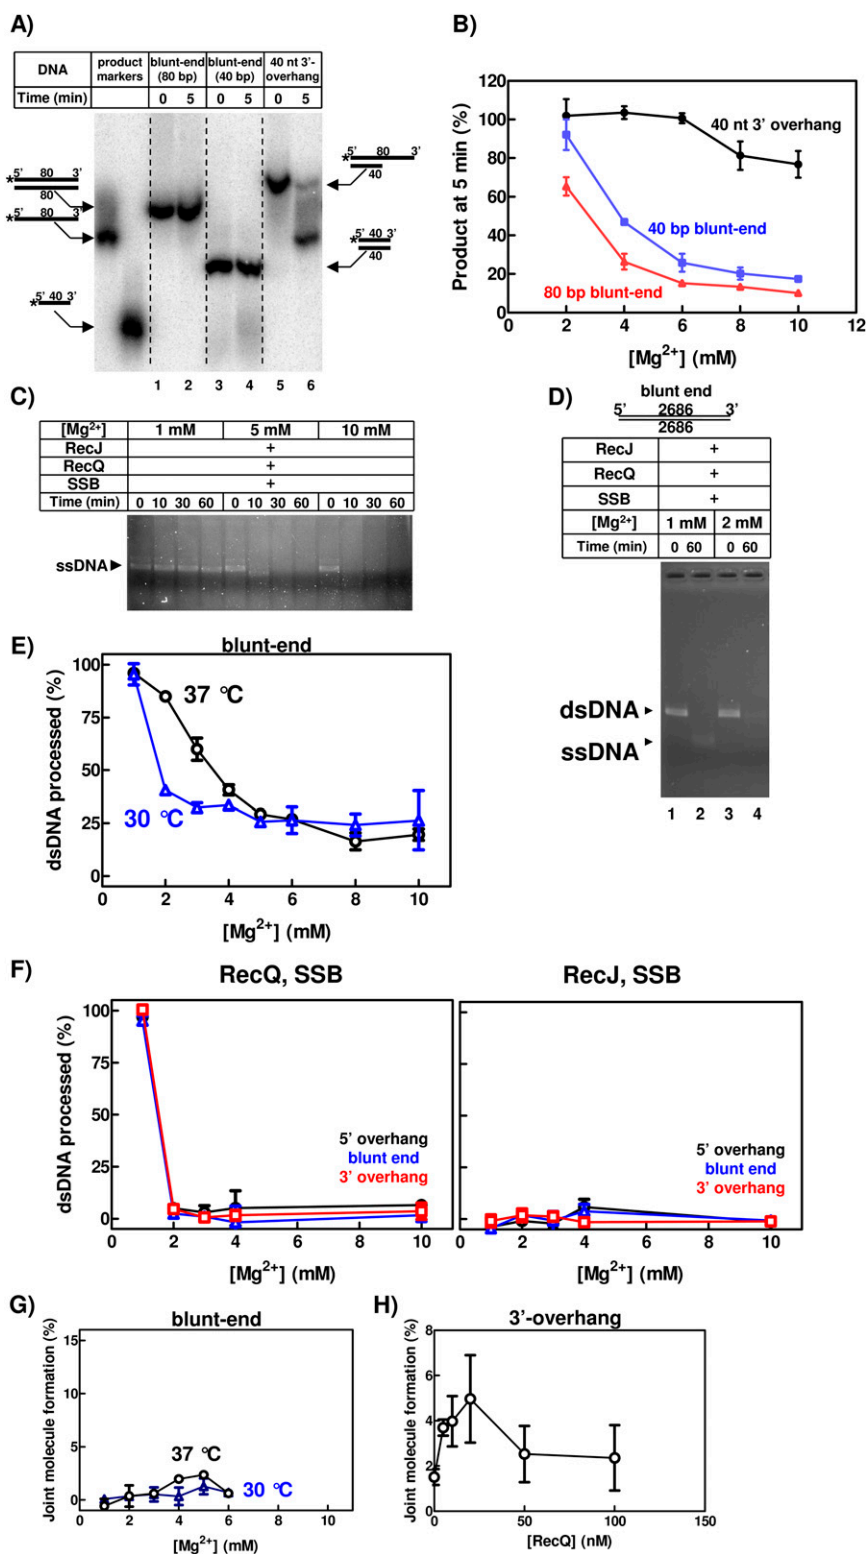 A)
DNA product markers blunt-end (80 bp) blunt-end (40 bp) 40 nt 3'-overhang
Time (min) 0 5 0 5 0 5
*5' 80 3'
80
*5' 80 3'
*5' 40 3'
*5' 80 3'
40
*5' 40 3'
40
1 2 3 4 5 6
B)
Product at 5 min (%)
120
100
80
60
40
20
0
40 nt 3' overhang
40 bp blunt-end
80 bp blunt-end
0 2 4 6 8 10 12
[Mg2+] (mM)
C)
[Mg2+] 1 mM 5 mM 10 mM
RecJ +
RecQ +
SSB +
Time (min) 0 10 30 60 0 10 30 60 0 10 30 60
ssDNA
D)
blunt end
5' 2686 3'
2686
RecJ +
RecQ +
SSB +
[Mg2+] 1 mM 2 mM
Time (min) 0 60 0 60
dsDNA
ssDNA
1 2 3 4
E)
blunt-end
dsDNA processed (%)
100
75
50
25
0
37 °C
30 °C
0 2 4 6 8 10
[Mg2+] (mM)
F)
RecQ, SSB
dsDNA processed (%)
100
75
50
25
0
5' overhang
blunt end
3' overhang
0 2 4 6 8 10
[Mg2+] (mM)
RecJ, SSB
5' overhang
blunt end
3' overhang
0 2 4 6 8 10
[Mg2+] (mM)
G)
blunt-end
Joint molecule formation (%)
15
10
5
0
37 °C
30 °C
0 2 4 6 8 10
[Mg2+] (mM)
H)
3'-overhang
Joint molecule formation (%)
8
6
4
2
0
0 50 100 150
[RecQ] (nM)